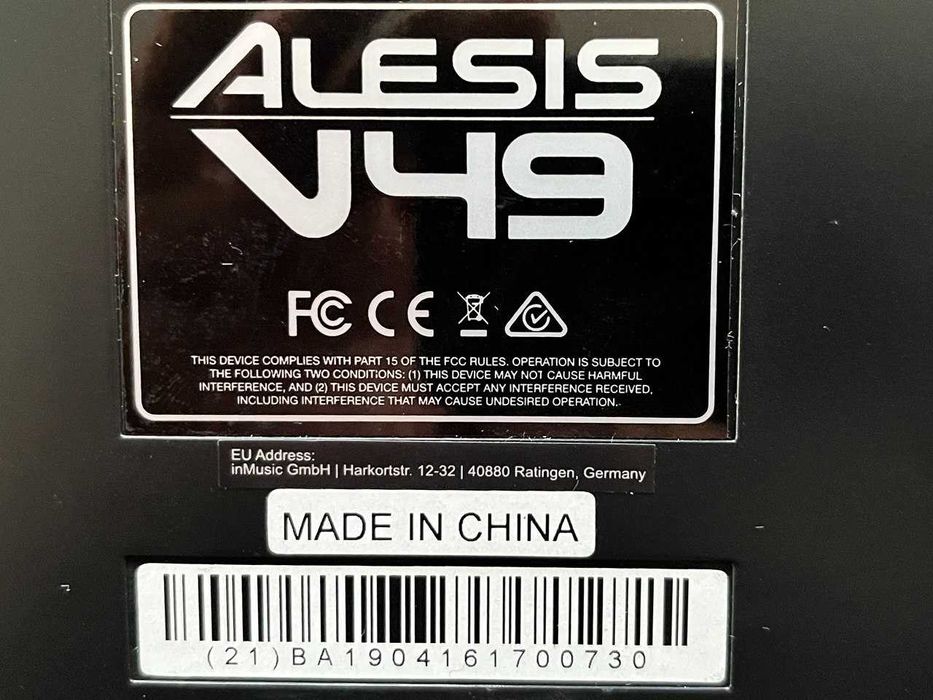 ALESIS
V49
FC CE
THIS DEVICE COMPLIES WITH PART 15 OF THE FCC RULES. OPERATION IS SUBJECT TO
THE FOLLOWING TWO CONDITIONS: (1) THIS DEVICE MAY NOT CAUSE HARMFUL
INTERFERENCE, AND (2) THIS DEVICE MUST ACCEPT ANY INTERFERENCE RECEIVED,
INCLUDING INTERFERENCE THAT MAY CAUSE UNDESIRED OPERATION.
EU Address:
inMusic GmbH | Harkortstr. 12-32 | 40880 Ratingen, Germany
MADE IN CHINA
(21)BA1904161700730